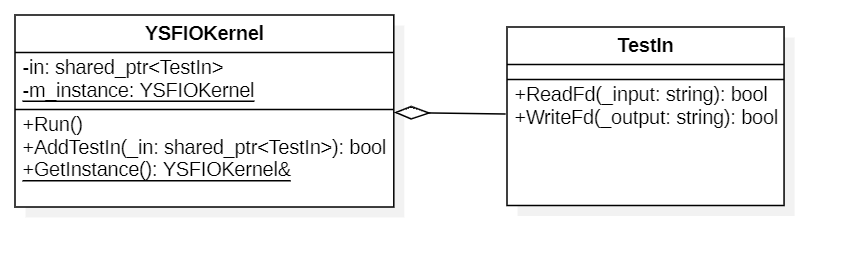 YSFIOKernel
-in: shared_ptr<TestIn>
-m_instance: YSFIOKernel
+Run()
+AddTestIn(_in: shared_ptr<TestIn>): bool
+GetInstance(): YSFIOKernel&
TestIn
+ReadFd(_input: string): bool
+WriteFd(_output: string): bool